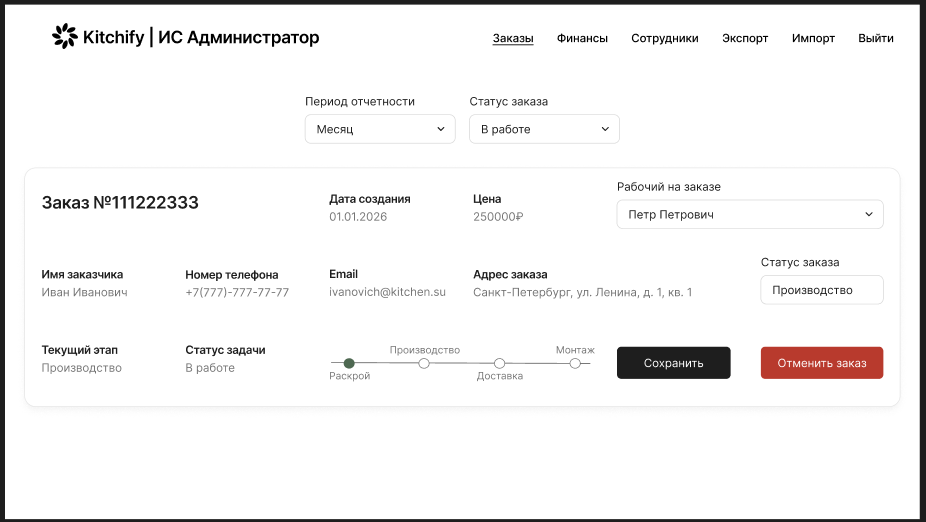 Kitchify | ИС Администратор
Заказы Финансы Сотрудники Экспорт Импорт Выйти
Период отчетности Статус заказа
Месяц В работе
Рабочий на заказе
Заказ №111222333 Дата создания Цена
01.01.2026 250000₽ Петр Петрович
Статус заказа
Имя заказчика Номер телефона Email Адрес заказа
Иван Иванович +7(777)-777-77-77 ivanovich@kitchen.su Санкт-Петербург, ул. Ленина, д. 1, кв. 1 Производство
Текущий этап Статус задачи Производство Монтаж
Производство В работе Сохранить Отменить заказ
Раскрой Доставка